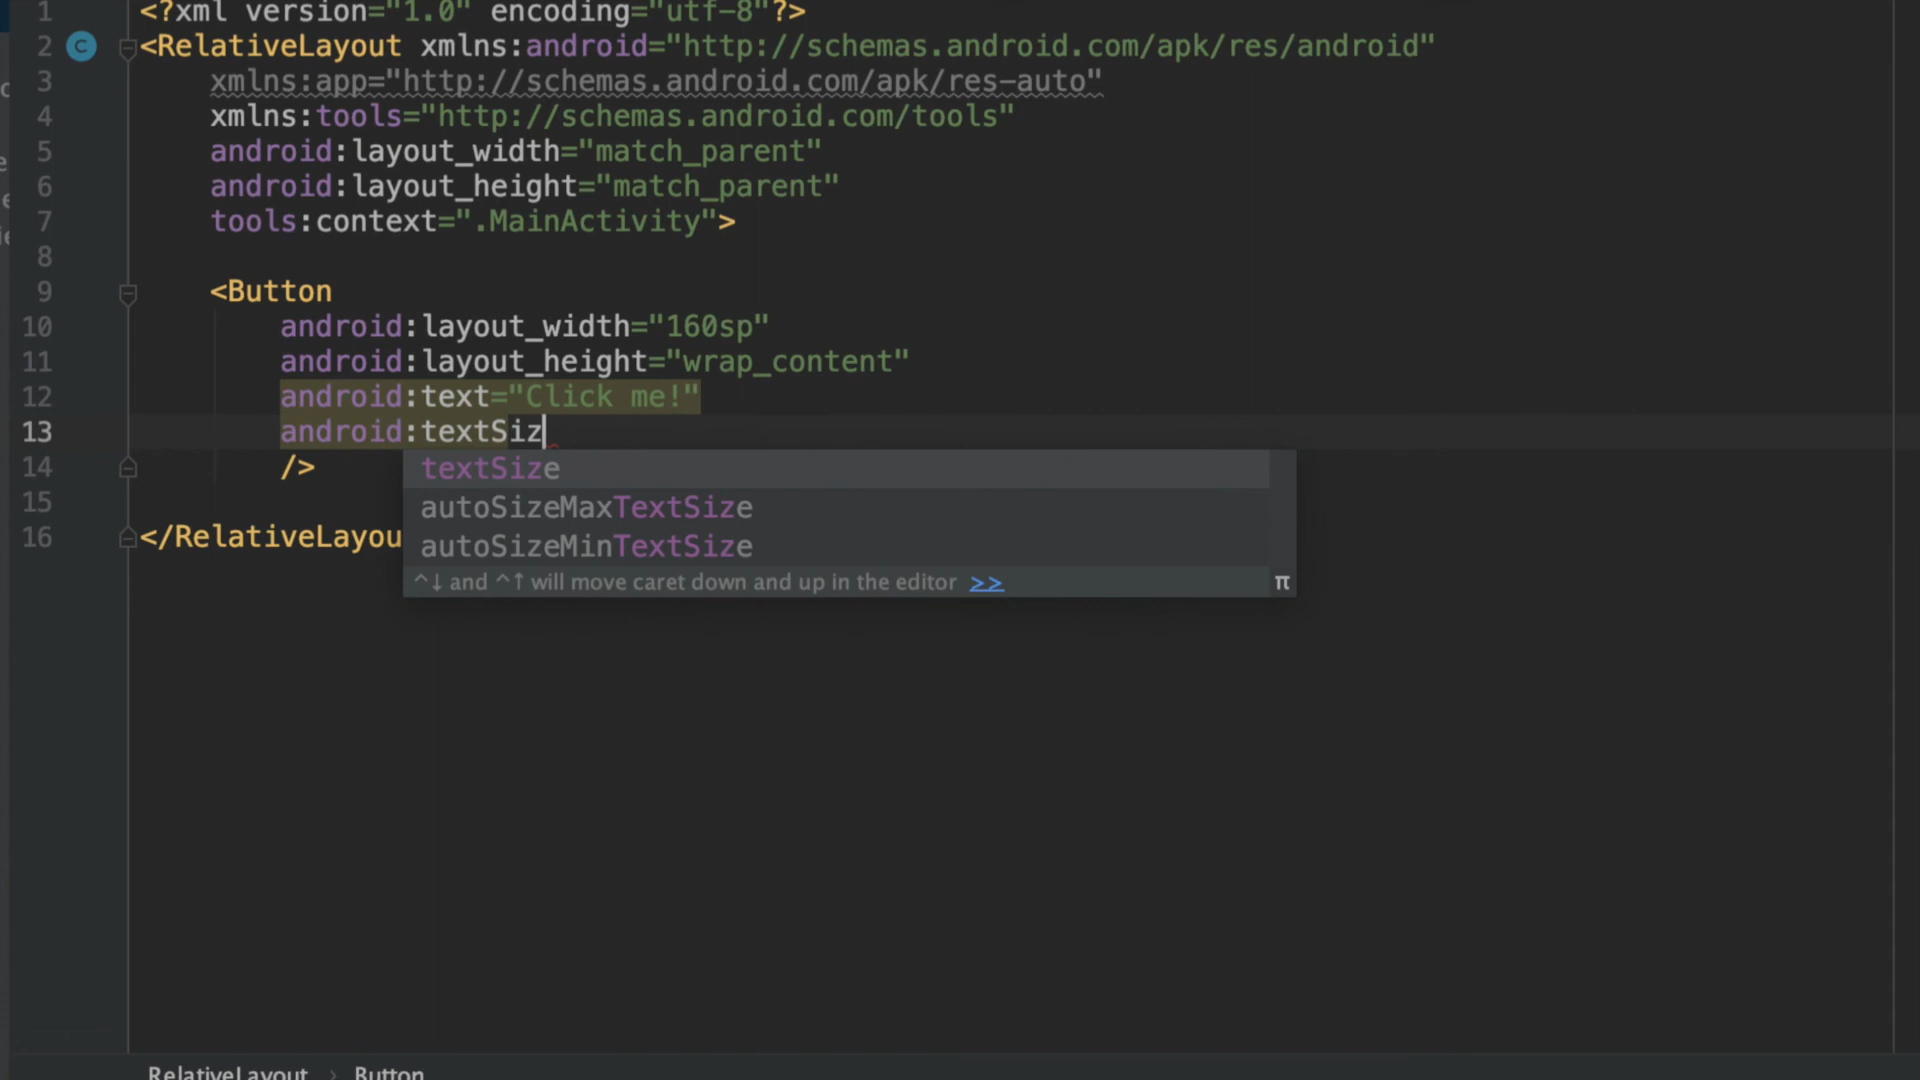 1 <?xml version="1.0" encoding="utf-8"?>
2 C <RelativeLayout xmlns:android="http://schemas.android.com/apk/res/android"
3 xmlns:app="http://schemas.android.com/apk/res-auto"
4 xmlns:tools="http://schemas.android.com/tools"
5 android:layout_width="match_parent"
6 android:layout_height="match_parent"
7 tools:context=".MainActivity">
8
9 <Button
10 android:layout_width="160sp"
11 android:layout_height="wrap_content"
12 android:text="Click me!"
13 android:textSiz
14 />
textSize
15
autoSizeMaxTextSize
16 </RelativeLayou
autoSizeMinTextSize
^↓ and ^↑ will move caret down and up in the editor >> π
RelativeLayout › Button